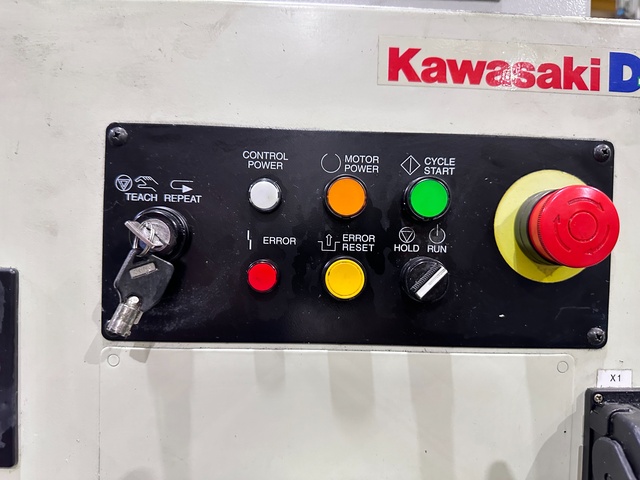 Kawasaki D
CONTROL
POWER
MOTOR
POWER
CYCLE
START
TEACH REPEAT
ERROR
ERROR
RESET
HOLD RUN
X1